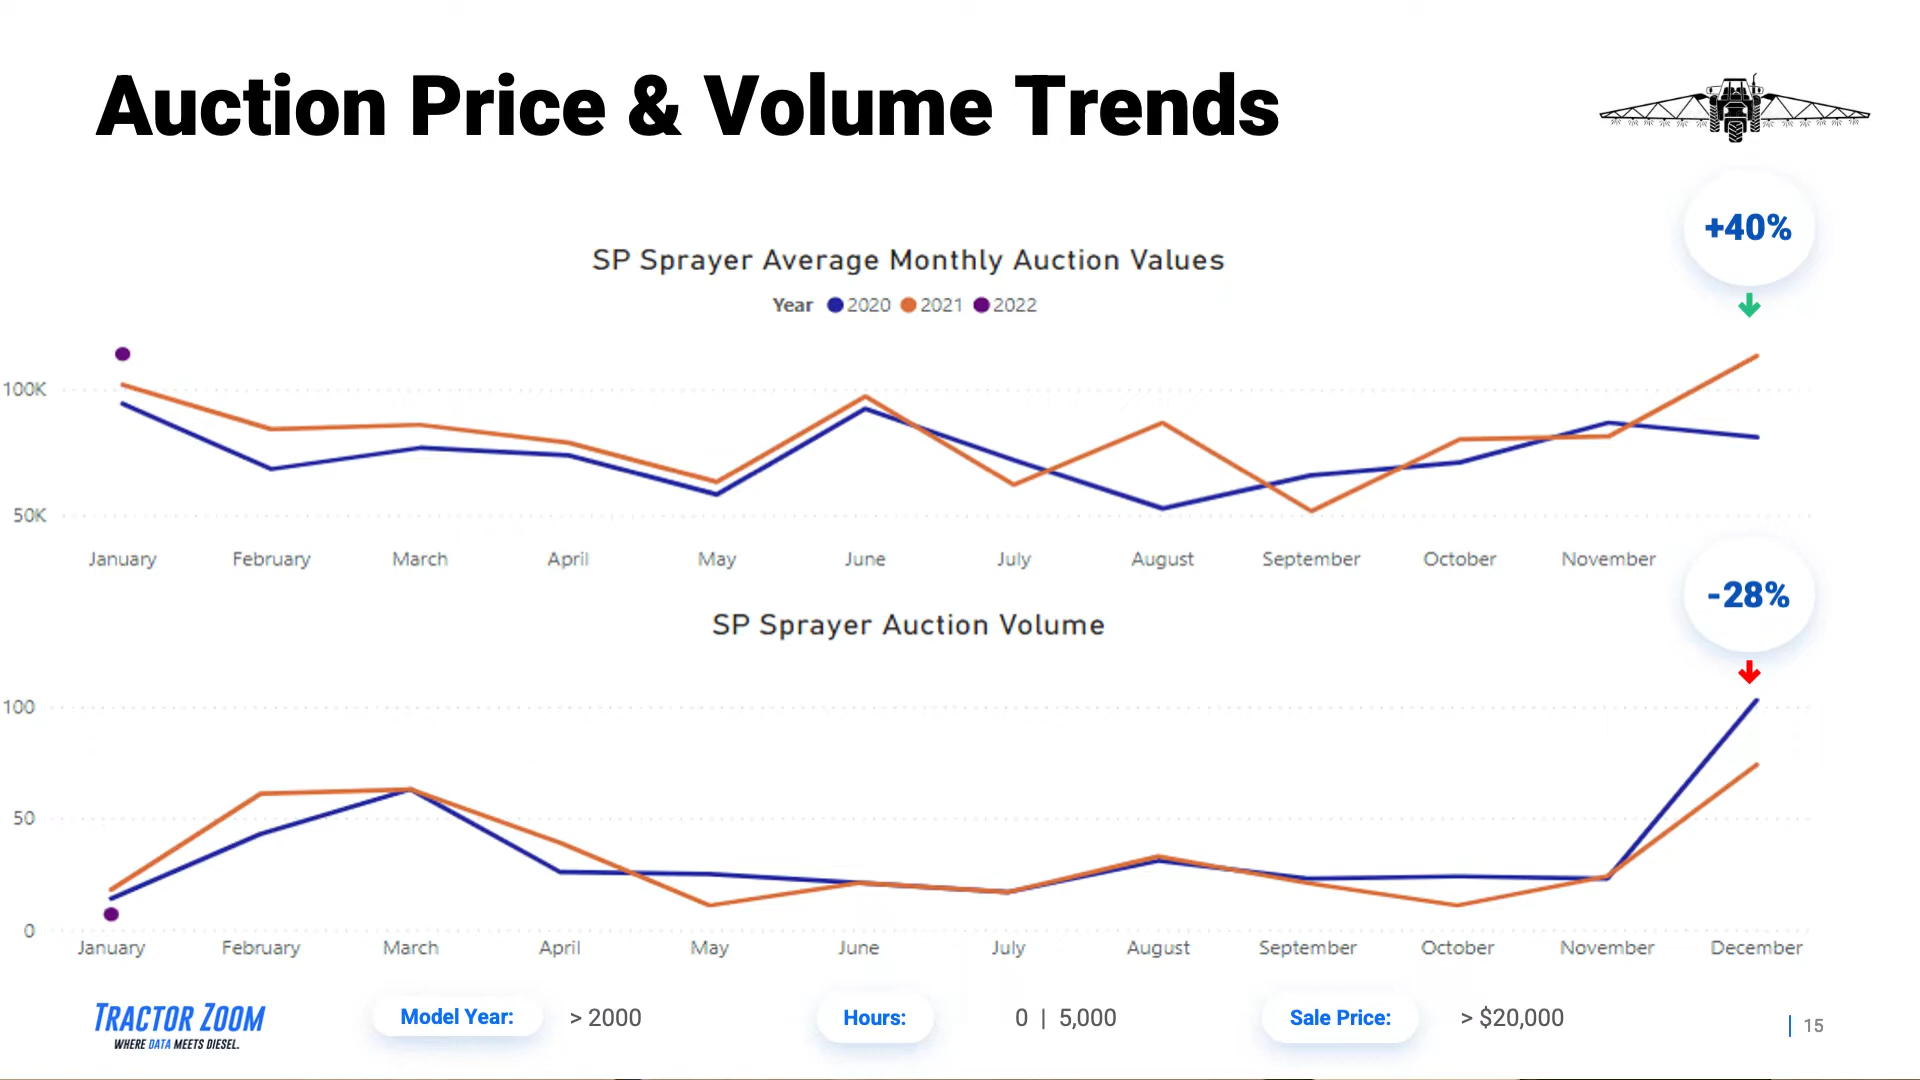 Auction Price & Volume Trends
+40%
SP Sprayer Average Monthly Auction Values
Year 2020 2021 2022
100K
50K
January February March April May June July August September October November
-28%
SP Sprayer Auction Volume
100
50
0
January February March April May June July August September October November December
TRACTOR ZOOM
WHERE DATA MEETS DIESEL.
Model Year: > 2000 Hours: 0 | 5,000 Sale Price: > $20,000
| 15